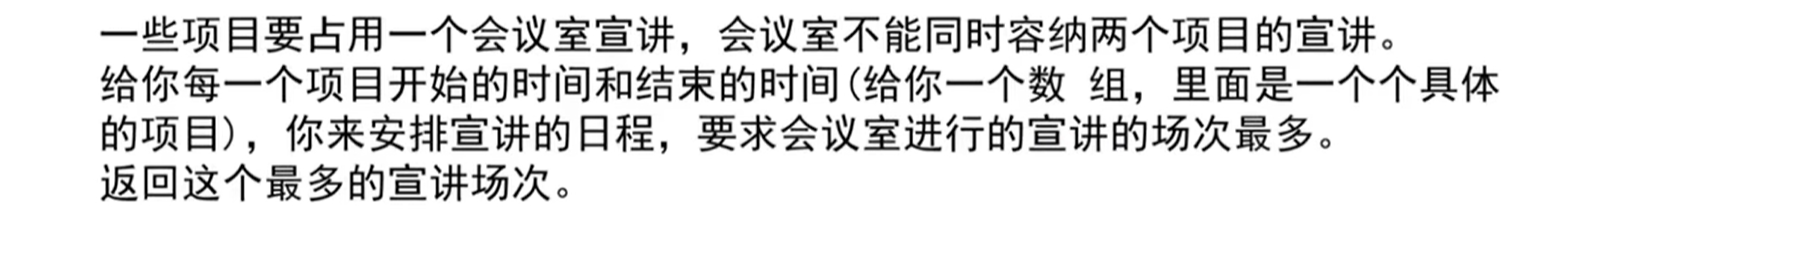 一些项目要占用一个会议室宣讲，会议室不能同时容纳两个项目的宣讲。
给你每一个项目开始的时间和结束的时间(给你一个数 组，里面是一个个具体
的项目)，你来安排宣讲的日程，要求会议室进行的宣讲的场次最多。
返回这个最多的宣讲场次。